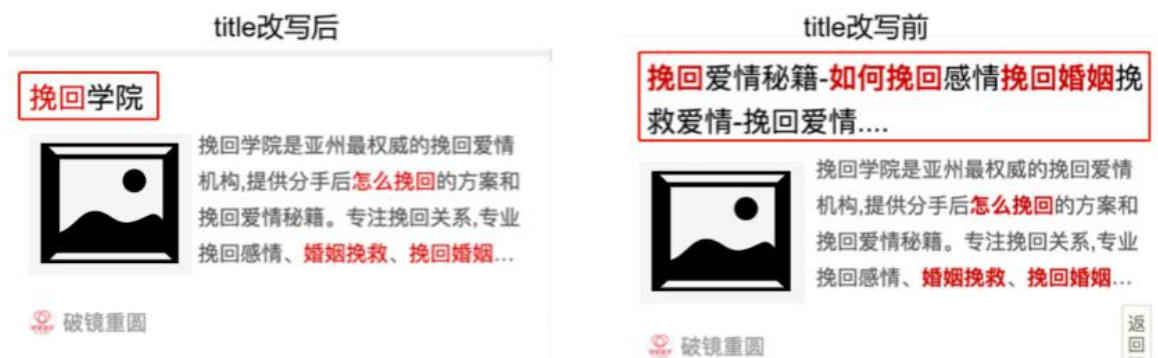 title改写后
挽回学院
挽回学院是亚州最权威的挽回爱情
机构,提供分手后怎么挽回的方案和
挽回爱情秘籍。专注挽回关系,专业
挽回感情、婚姻挽救、挽回婚姻...
破镜重圆
title改写前
挽回爱情秘籍-如何挽回感情挽回婚姻挽
救爱情-挽回爱情....
挽回学院是亚州最权威的挽回爱情
机构,提供分手后怎么挽回的方案和
挽回爱情秘籍。专注挽回关系,专业
挽回感情、婚姻挽救、挽回婚姻...
破镜重圆
返
回